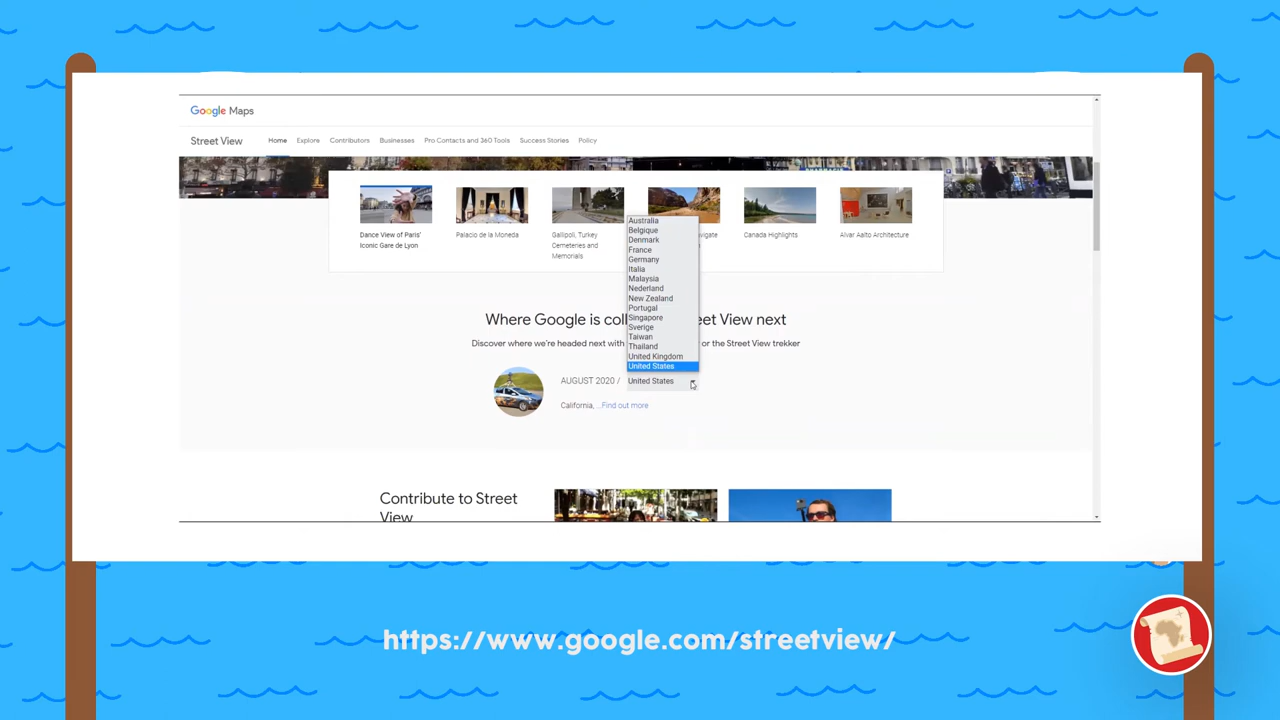 Google Maps
Street View Home Explore Contributors Businesses Pro Contacts and 360 Tools Success Stories Policy
Dance View of Paris'
Iconic Gare de Lyon
Palacio de la Moneda
Gallipoli, Turkey
Cemeteries and
Memorials
Canada Highlights
Alvar Aalto Architecture
Australia
Belgique
Denmark
France
Germany
Italia
Malaysia
Nederland
New Zealand
Portugal
Singapore
Sverige
Taiwan
Thailand
United Kingdom
United States
Where Google is eet View next
Discover where we're headed next with or the Street View trekker
AUGUST 2020 / United States
California, ...Find out more
Contribute to Street
View
https://www.google.com/streetview/